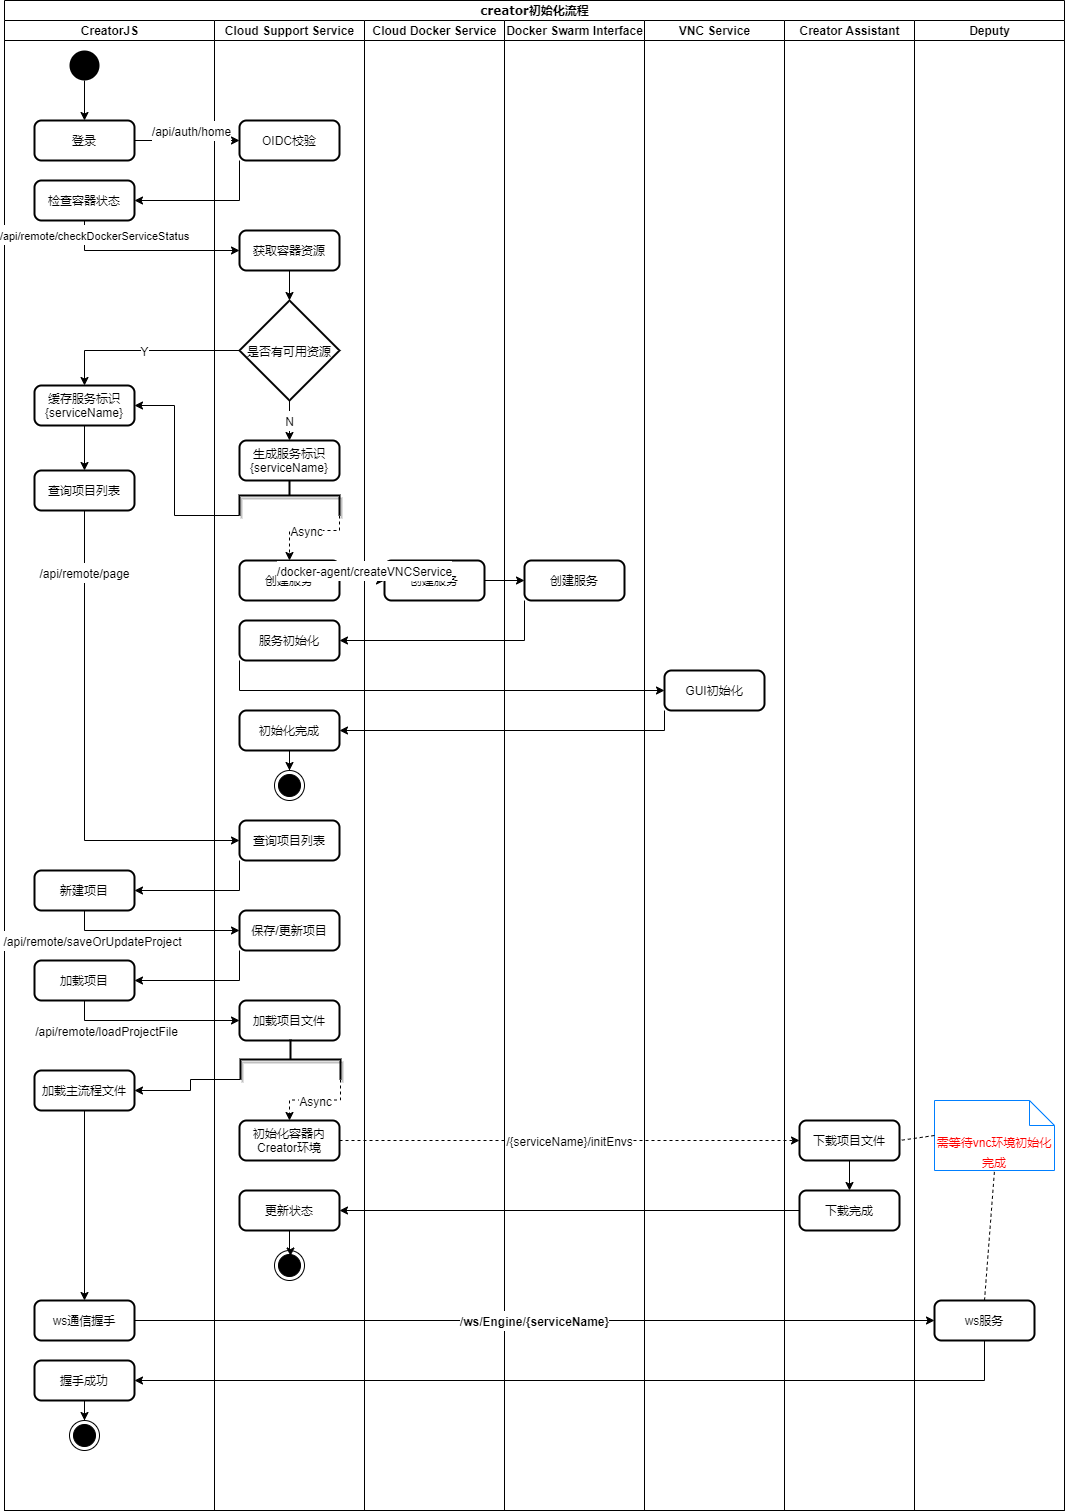 creator初始化流程
CreatorJS
Cloud Support Service
Cloud Docker Service
Docker Swarm Interface
VNC Service
Creator Assistant
Deputy
登录
/api/auth/home
OIDC校验
检查容器状态
/api/remote/checkDockerServiceStatus
获取容器资源
是否有可用资源
Y
缓存服务标识
{serviceName}
N
生成服务标识
{serviceName}
查询项目列表
Async
/api/remote/page
创建服务
/docker-agent/createVNCService
创建服务
创建服务
服务初始化
GUI初始化
初始化完成
查询项目列表
新建项目
保存/更新项目
/api/remote/saveOrUpdateProject
加载项目
加载项目文件
/api/remote/loadProjectFile
加载主流程文件
Async
初始化容器内
Creator环境
/{serviceName}/initEnvs
下载项目文件
需等待vnc环境初始化
完成
更新状态
下载完成
ws通信握手
/ws/Engine/{serviceName}
ws服务
握手成功